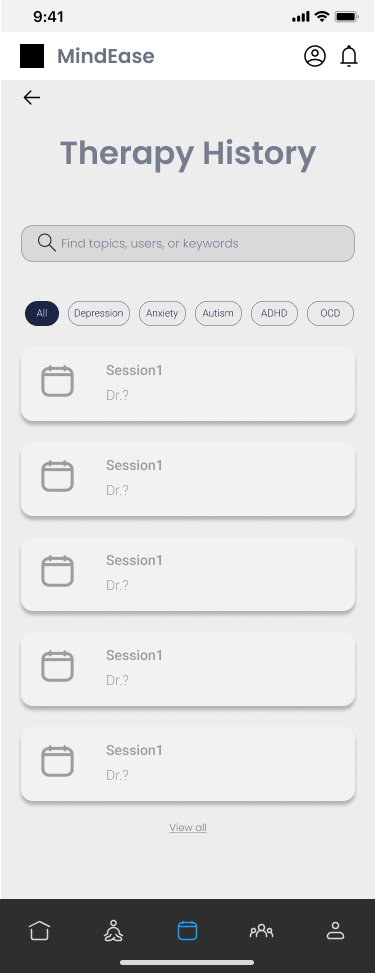 9:41
MindEase
Therapy History
Find topics, users, or keywords
All Depression Anxiety Autism ADHD OCD
Session1
Dr.?
Session1
Dr.?
Session1
Dr.?
Session1
Dr.?
Session1
Dr.?
View all